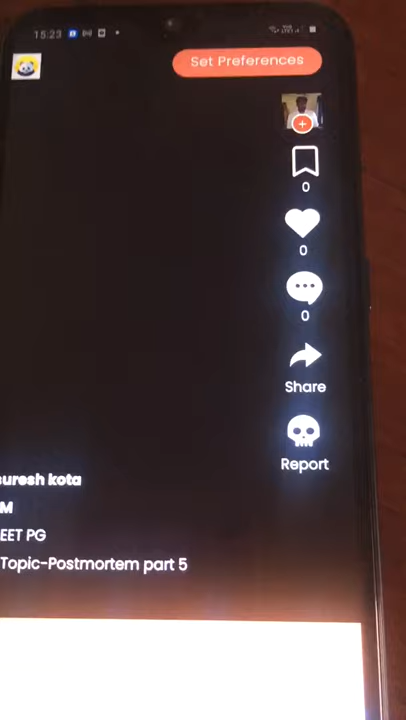 15:23
Set Preferences
0
0
0
Share
Report
suresh kota
M
EET PG
Topic-Postmortem part 5